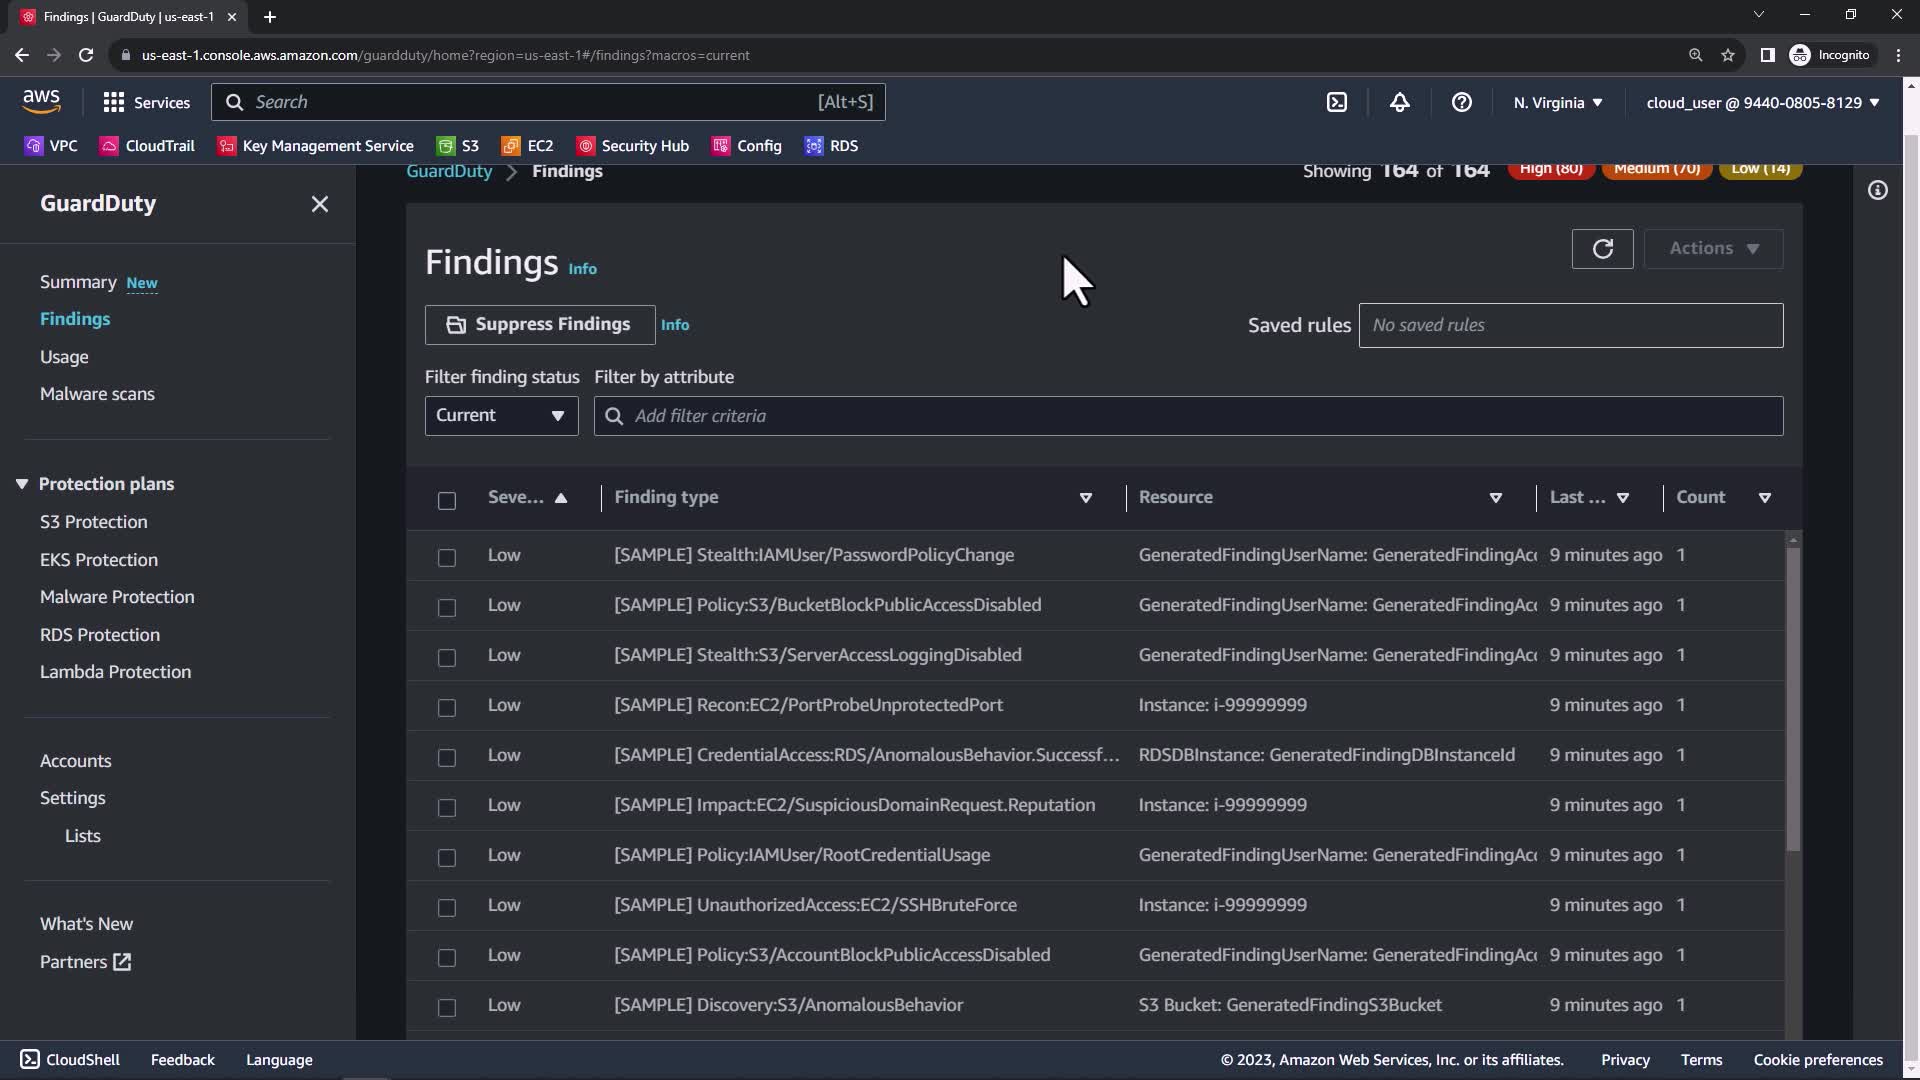 Findings | GuardDuty | us-east-1
us-east-1.console.aws.amazon.com/guardduty/home?region=us-east-1#/findings?macros=current
Incognito
aws
Services
Search
[Alt+S]
N. Virginia
cloud_user @ 9440-0805-8129
VPC
CloudTrail
Key Management Service
S3
EC2
Security Hub
Config
RDS
GuardDuty
Summary New
Findings
Usage
Malware scans
Protection plans
S3 Protection
EKS Protection
Malware Protection
RDS Protection
Lambda Protection
Accounts
Settings
Lists
What's New
Partners
GuardDuty > Findings
Showing 164 of 164
High (80)
Medium (70)
Low (14)
Findings Info
Actions
Suppress Findings
Info
Saved rules
No saved rules
Filter finding status
Filter by attribute
Current
Add filter criteria
Seve... Finding type Resource Last ... Count
Low [SAMPLE] Stealth:IAMUser/PasswordPolicyChange GeneratedFindingUserName: GeneratedFindingAcc 9 minutes ago 1
Low [SAMPLE] Policy:S3/BucketBlockPublicAccessDisabled GeneratedFindingUserName: GeneratedFindingAcc 9 minutes ago 1
Low [SAMPLE] Stealth:S3/ServerAccessLoggingDisabled GeneratedFindingUserName: GeneratedFindingAcc 9 minutes ago 1
Low [SAMPLE] Recon:EC2/PortProbeUnprotectedPort Instance: i-99999999 9 minutes ago 1
Low [SAMPLE] CredentialAccess:RDS/AnomalousBehavior.Successf... RDSDBInstance: GeneratedFindingDBInstanceId 9 minutes ago 1
Low [SAMPLE] Impact:EC2/SuspiciousDomainRequest.Reputation Instance: i-99999999 9 minutes ago 1
Low [SAMPLE] Policy:IAMUser/RootCredentialUsage GeneratedFindingUserName: GeneratedFindingAcc 9 minutes ago 1
Low [SAMPLE] UnauthorizedAccess:EC2/SSHBruteForce Instance: i-99999999 9 minutes ago 1
Low [SAMPLE] Policy:S3/AccountBlockPublicAccessDisabled GeneratedFindingUserName: GeneratedFindingAcc 9 minutes ago 1
Low [SAMPLE] Discovery:S3/AnomalousBehavior S3 Bucket: GeneratedFindingS3Bucket 9 minutes ago 1
CloudShell
Feedback
Language
© 2023, Amazon Web Services, Inc. or its affiliates.
Privacy
Terms
Cookie preferences